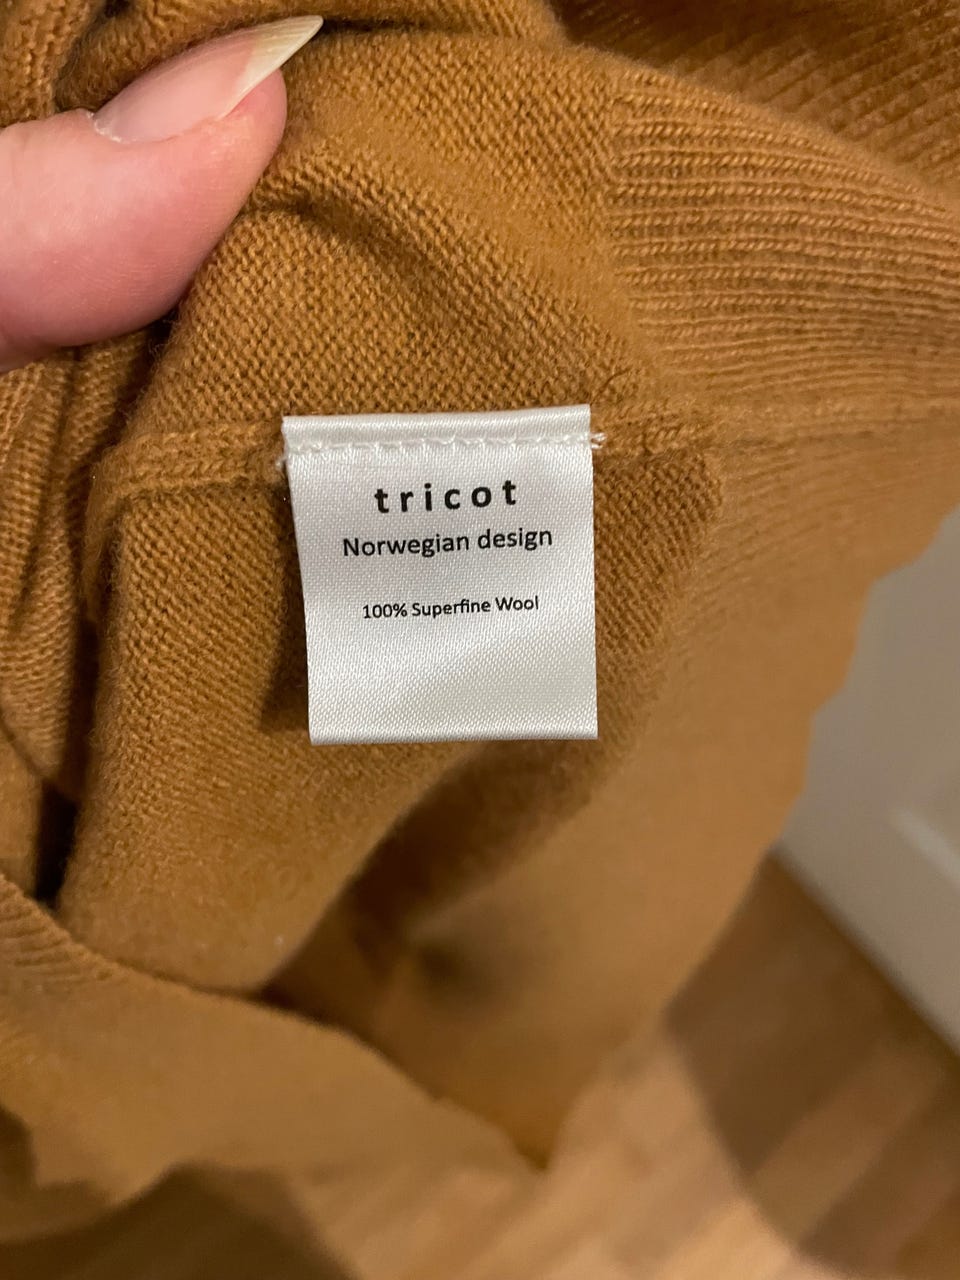 tricot
Norwegian design
100% Superfine Wool